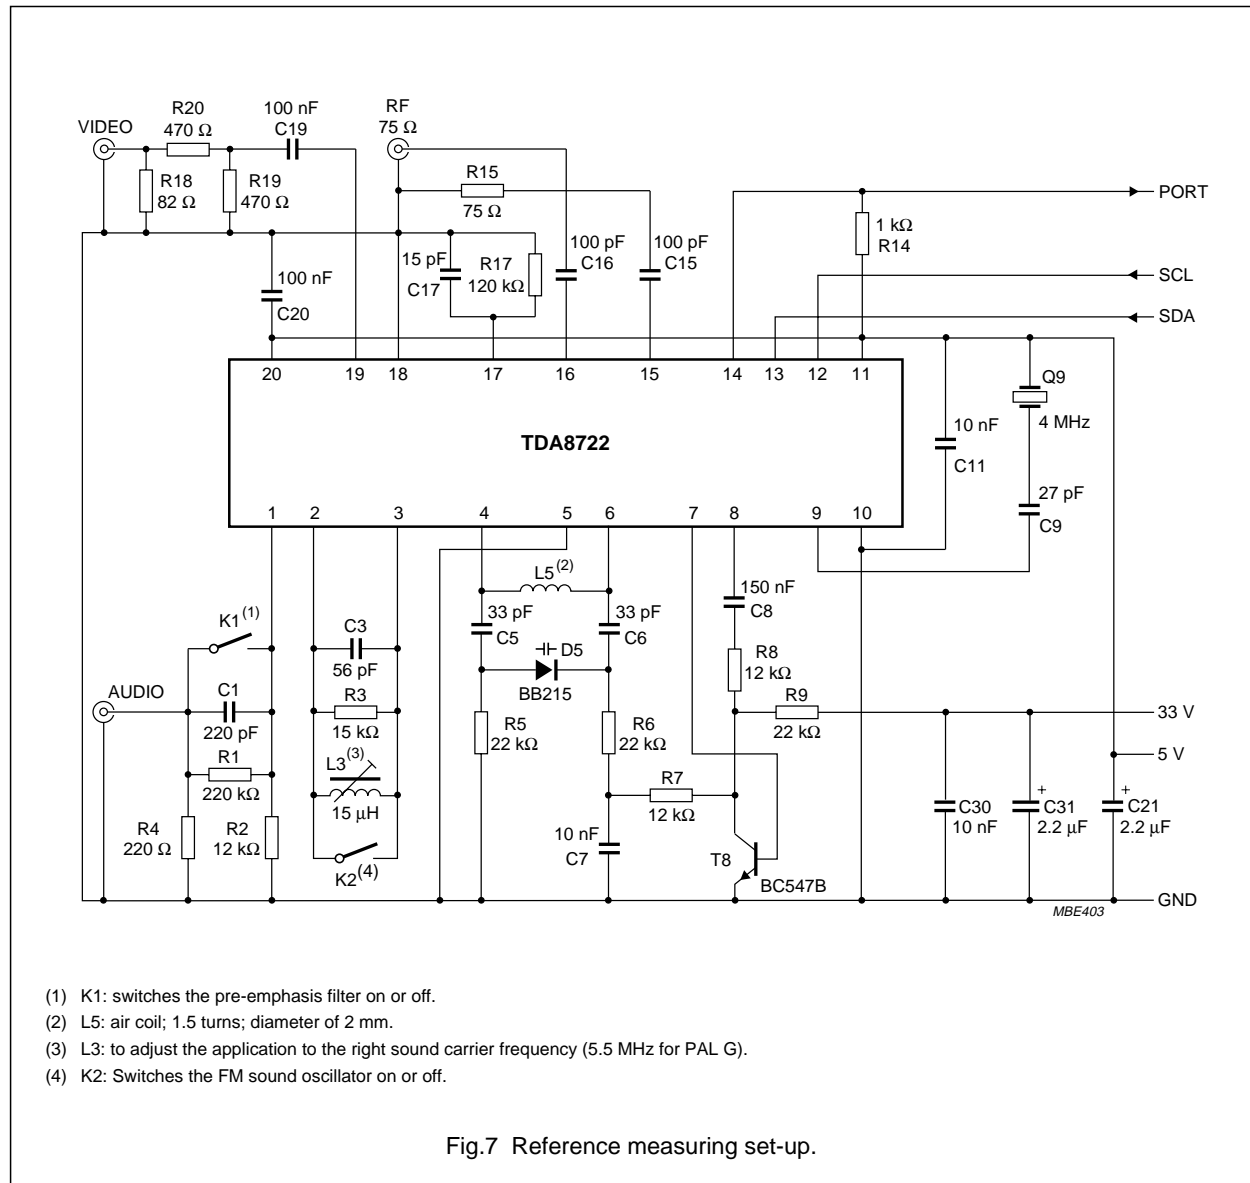 VIDEO
R20
470 Ω
100 nF
C19
RF
75 Ω
R18
82 Ω
R19
470 Ω
R15
75 Ω
PORT
1 kΩ
R14
100 nF
C20
15 pF
C17
R17
120 kΩ
100 pF
C16
100 pF
C15
SCL
SDA
20 19 18 17 16 15 14 13 12 11
Q9
4 MHz
10 nF
C11
TDA8722
27 pF
C9
1 2 3 4 5 6 7 8 9 10
L5(2)
K1(1)
C3
56 pF
33 pF
C5
33 pF
C6
D5
BB215
150 nF
C8
R8
12 kΩ
AUDIO
C1
220 pF
R3
15 kΩ
R5
22 kΩ
R6
22 kΩ
R9
22 kΩ
33 V
5 V
R1
220 kΩ
L3(3)
15 µH
R7
12 kΩ
R4
220 Ω
R2
12 kΩ
K2(4)
10 nF
C7
T8
BC547B
C30
10 nF
+
C31
2.2 µF
+
C21
2.2 µF
GND
MBE403
(1) K1: switches the pre-emphasis filter on or off.
(2) L5: air coil; 1.5 turns; diameter of 2 mm.
(3) L3: to adjust the application to the right sound carrier frequency (5.5 MHz for PAL G).
(4) K2: Switches the FM sound oscillator on or off.
Fig.7 Reference measuring set-up.